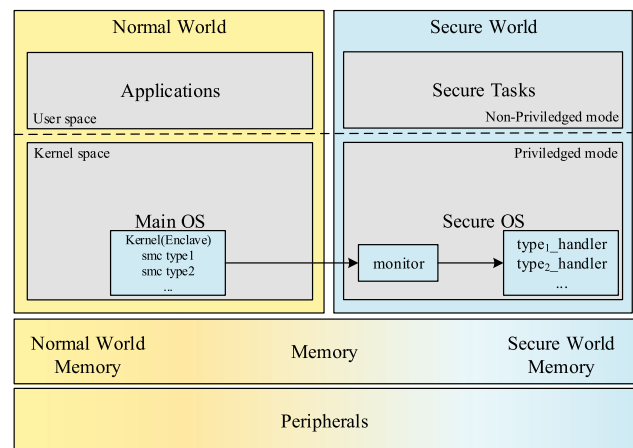 Normal World
Secure World
Applications
User space
Secure Tasks
Non-Priviledged mode
Kernel space
Main OS
Kernel(Enclave)
smc type1
smc type2
...
Priviledged mode
Secure OS
monitor
type₁_handler
type₂_handler
...
Normal World
Memory
Memory
Secure World
Memory
Peripherals